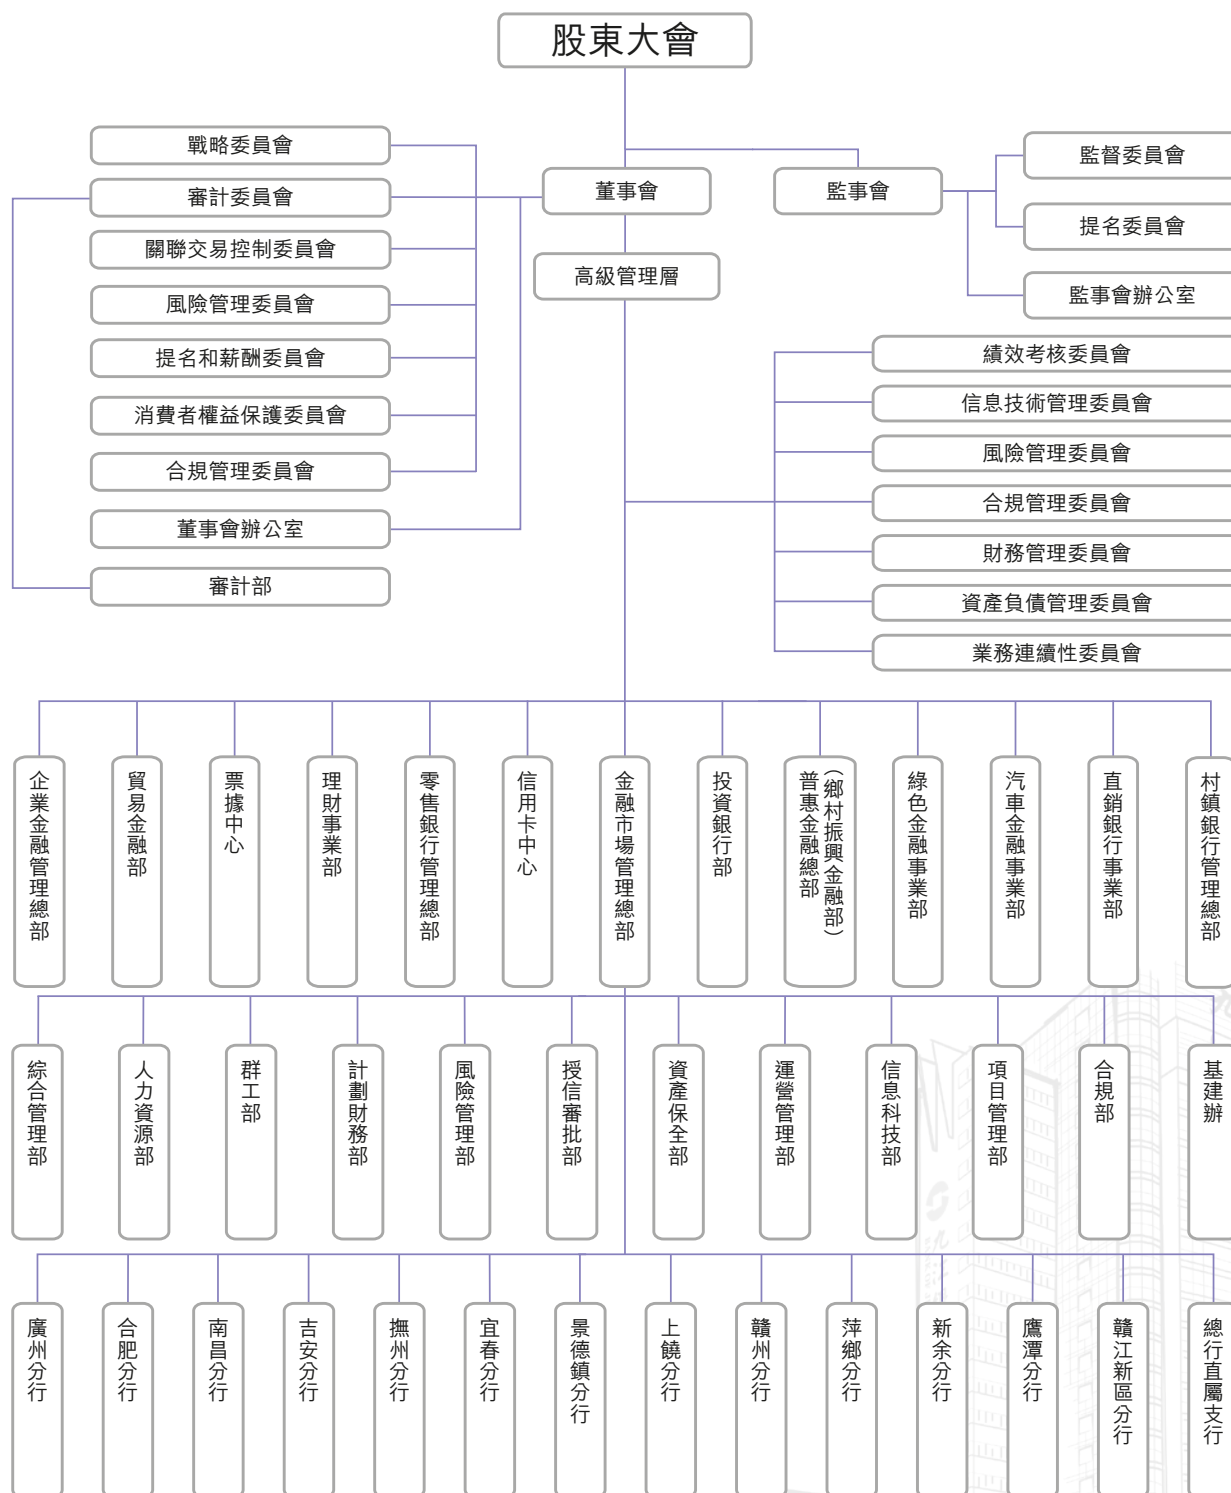 股東大會
戰略委員會
審計委員會
關聯交易控制委員會
風險管理委員會
提名和薪酬委員會
消費者權益保護委員會
合規管理委員會
董事會辦公室
審計部
董事會
監事會
高級管理層
監督委員會
提名委員會
監事會辦公室
績效考核委員會
信息技術管理委員會
風險管理委員會
合規管理委員會
財務管理委員會
資產負債管理委員會
業務連續性委員會
企業金融管理總部
貿易金融部
票據中心
理財事業部
零售銀行管理總部
信用卡中心
金融市場管理總部
投資銀行部
普惠金融總部
（鄉村振興金融部）
綠色金融事業部
汽車金融事業部
直銷銀行事業部
村鎮銀行管理總部
綜合管理部
人力資源部
群工部
計劃財務部
風險管理部
授信審批部
資產保全部
運營管理部
信息科技部
項目管理部
合規部
基建辦
廣州分行
合肥分行
南昌分行
吉安分行
撫州分行
宜春分行
景德鎮分行
上饒分行
贛州分行
萍鄉分行
新余分行
鷹潭分行
贛江新區分行
總行直屬支行